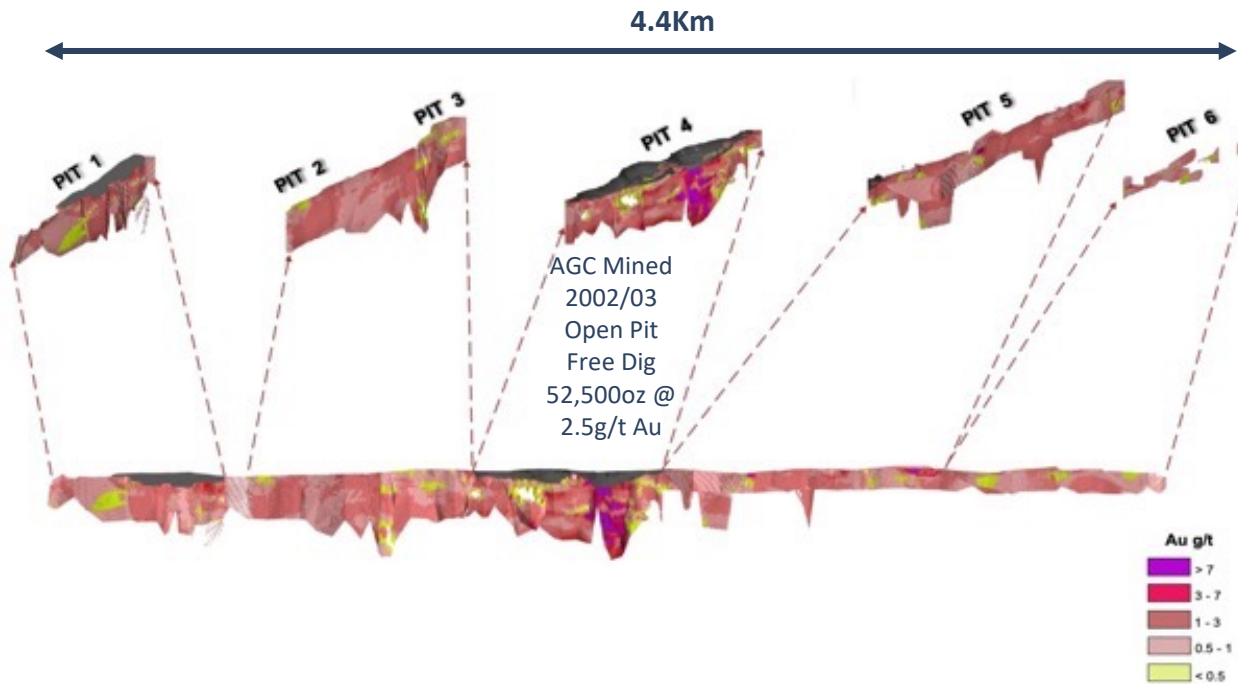 4.4Km
PIT 1
PIT 2
PIT 3
PIT 4
PIT 5
PIT 6
AGC Mined
2002/03
Open Pit
Free Dig
52,500oz @
2.5g/t Au
Au g/t
> 7
3 - 7
1 - 3
0.5 - 1
< 0.5